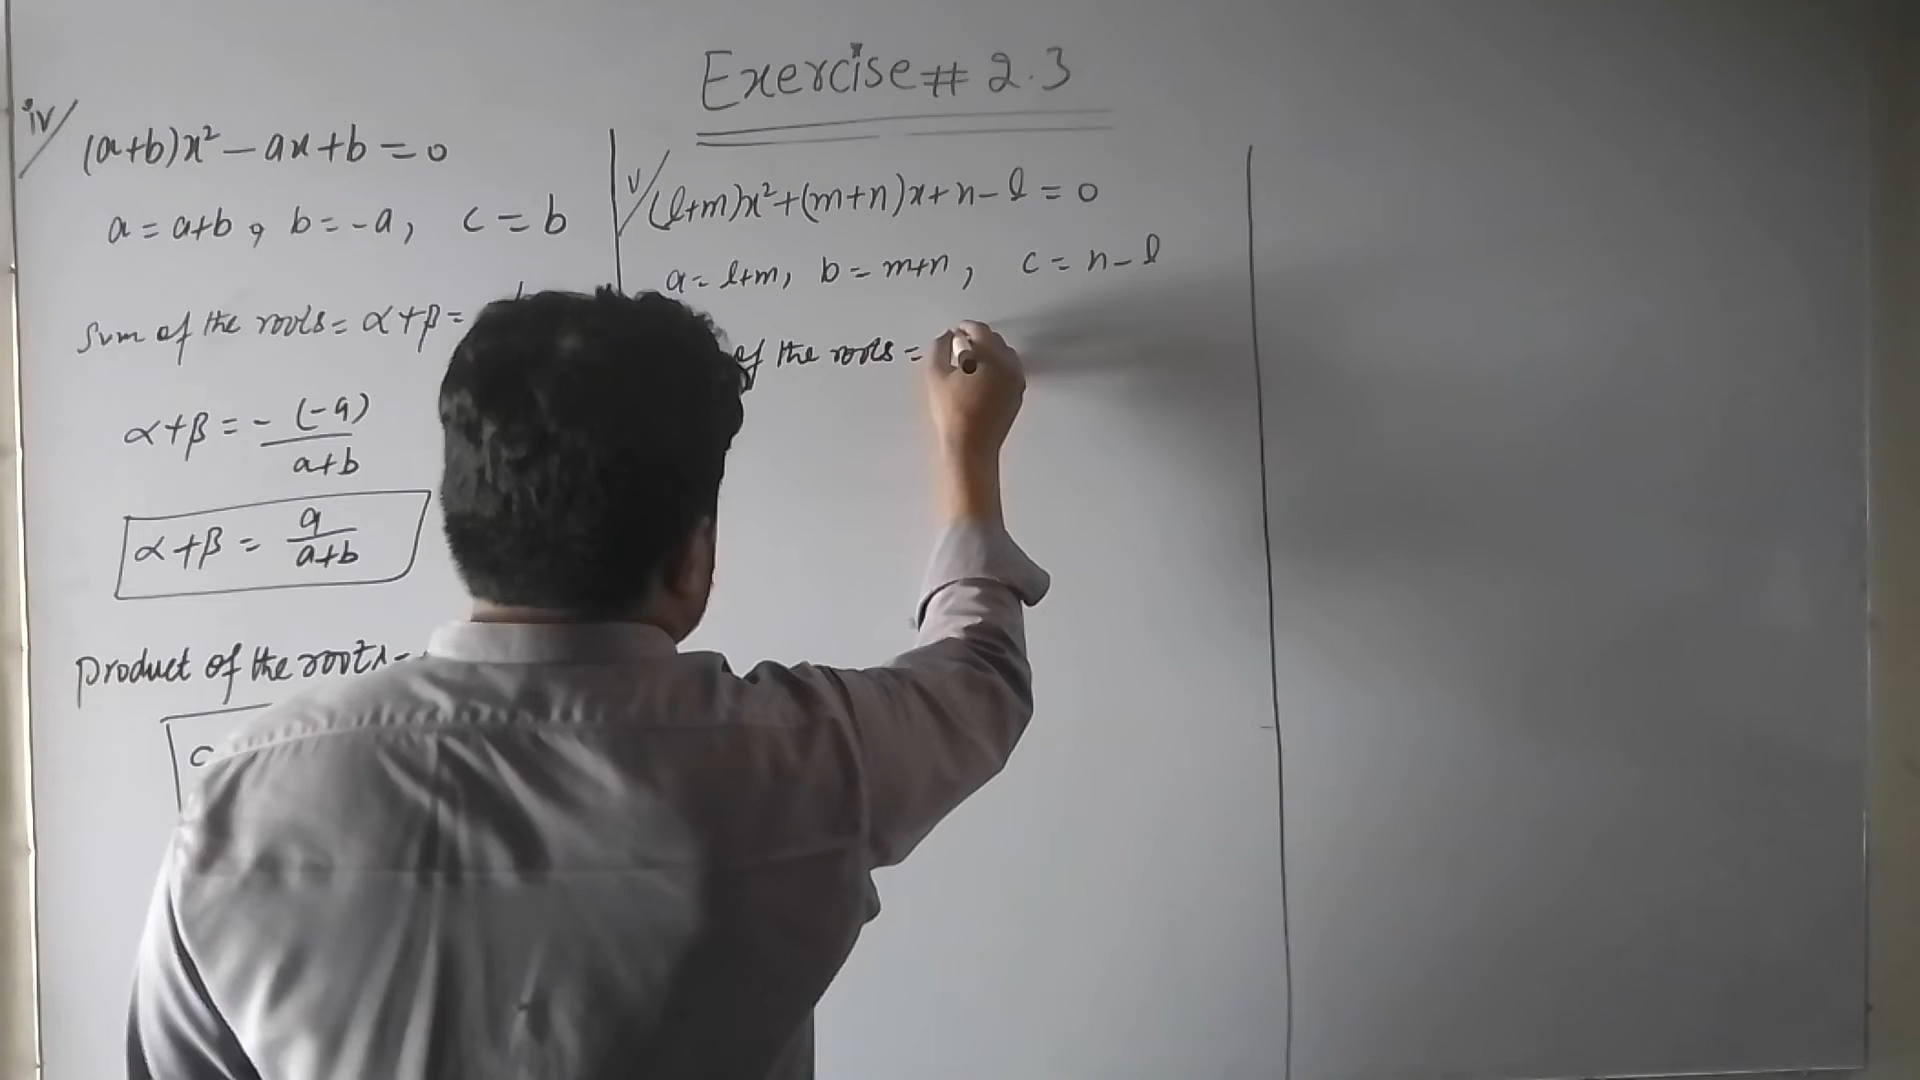 Exercise # 2.3
iv/ (a+b)x² - ax + b = 0
a = a+b, b = -a, c = b
Sum of the roots = α+β =
α+β = - (-a) / a+b
α+β = a / a+b
Product of the roots =
c
v/ (l+m)x² + (m+n)x + n - l = 0
a = l+m, b = m+n, c = n - l
of the roots =